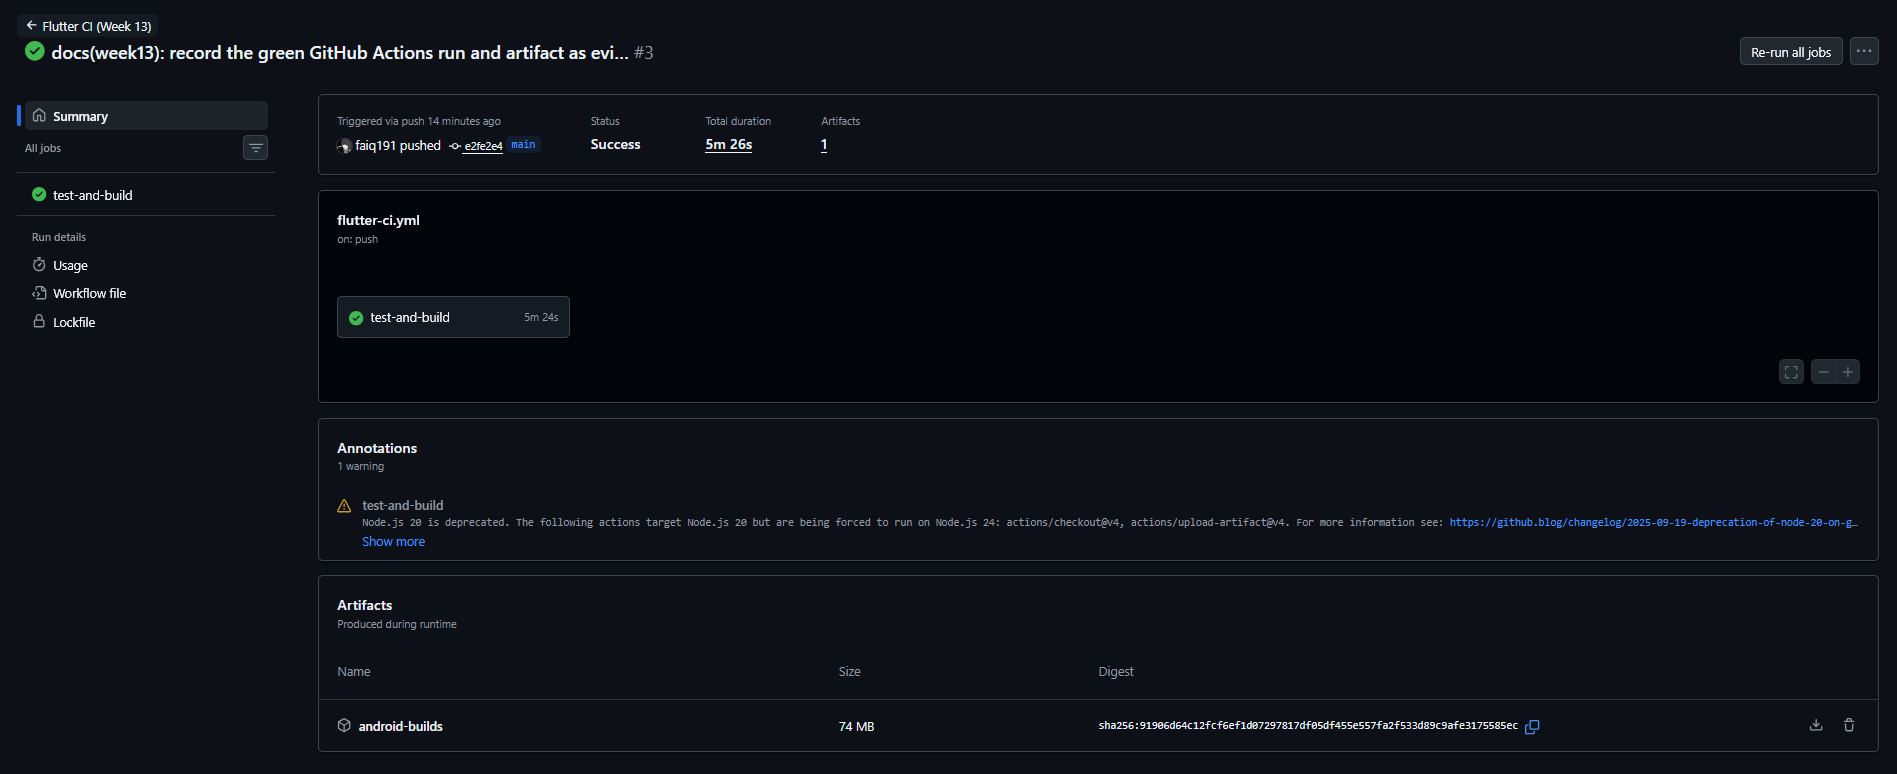 Flutter CI (Week 13)
docs(week13): record the green GitHub Actions run and artifact as evi... #3
Re-run all jobs
Summary
All jobs
test-and-build
Run details
Usage
Workflow file
Lockfile
Triggered via push 14 minutes ago
faiq191 pushed e2fe2e4 main
Status
Success
Total duration
5m 26s
Artifacts
1
flutter-ci.yml
on: push
test-and-build 5m 24s
Annotations
1 warning
test-and-build
Node.js 20 is deprecated. The following actions target Node.js 20 but are being forced to run on Node.js 24: actions/checkout@v4, actions/upload-artifact@v4. For more information see: https://github.blog/changelog/2025-09-19-deprecation-of-node-20-on-g…
Show more
Artifacts
Produced during runtime
Name Size Digest
android-builds 74 MB sha256:91906d64c12fcf6ef1d07297817df05df455e557fa2f533d89c9afe3175585ec